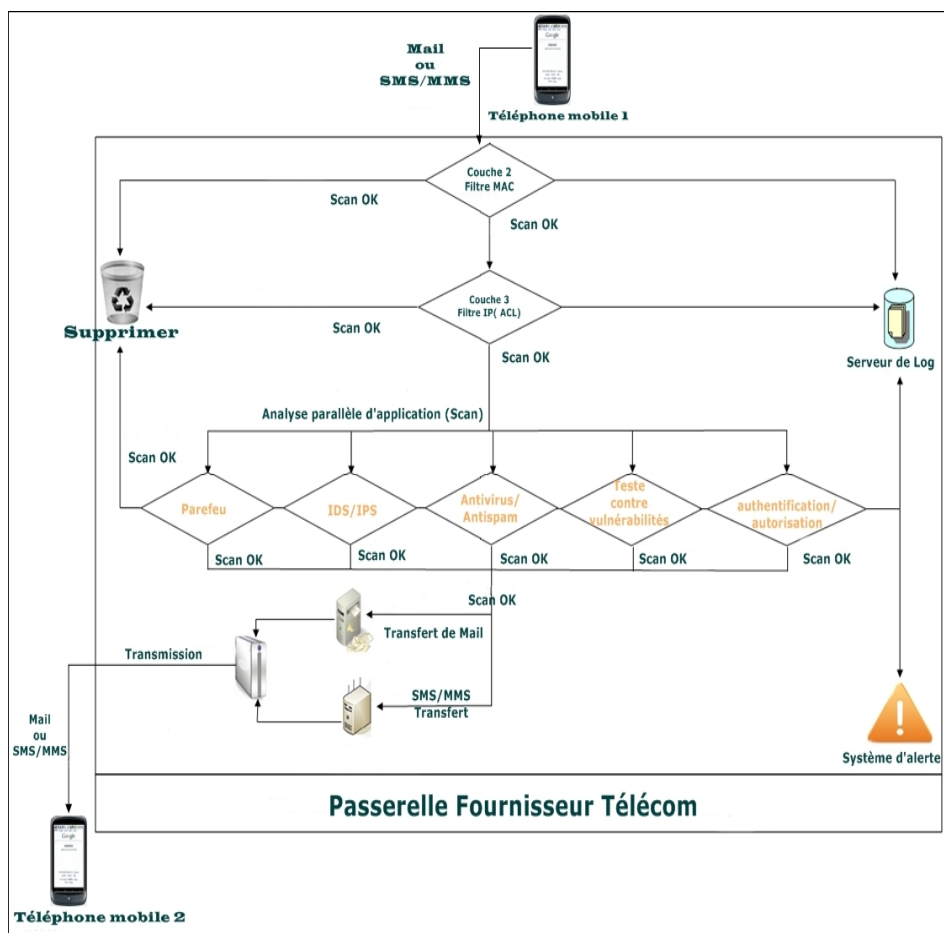 Mail
ou
SMS/MMS
Téléphone mobile 1
Couche 2
Filtre MAC
Scan OK
Scan OK
Couche 3
Filtre IP( ACL)
Supprimer
Scan OK
Scan OK
Serveur de Log
Analyse parallèle d'application (Scan)
Scan OK
Parefeu
IDS/IPS
Antivirus/
Antispam
Teste
contre
vulnérabilités
authentification/
autorisation
Scan OK
Scan OK
Scan OK
Scan OK
Scan OK
Scan OK
Transfert de Mail
Transmission
SMS/MMS
Transfert
Mail
ou
SMS/MMS
Système d'alerte
Passerelle Fournisseur Télécom
Téléphone mobile 2